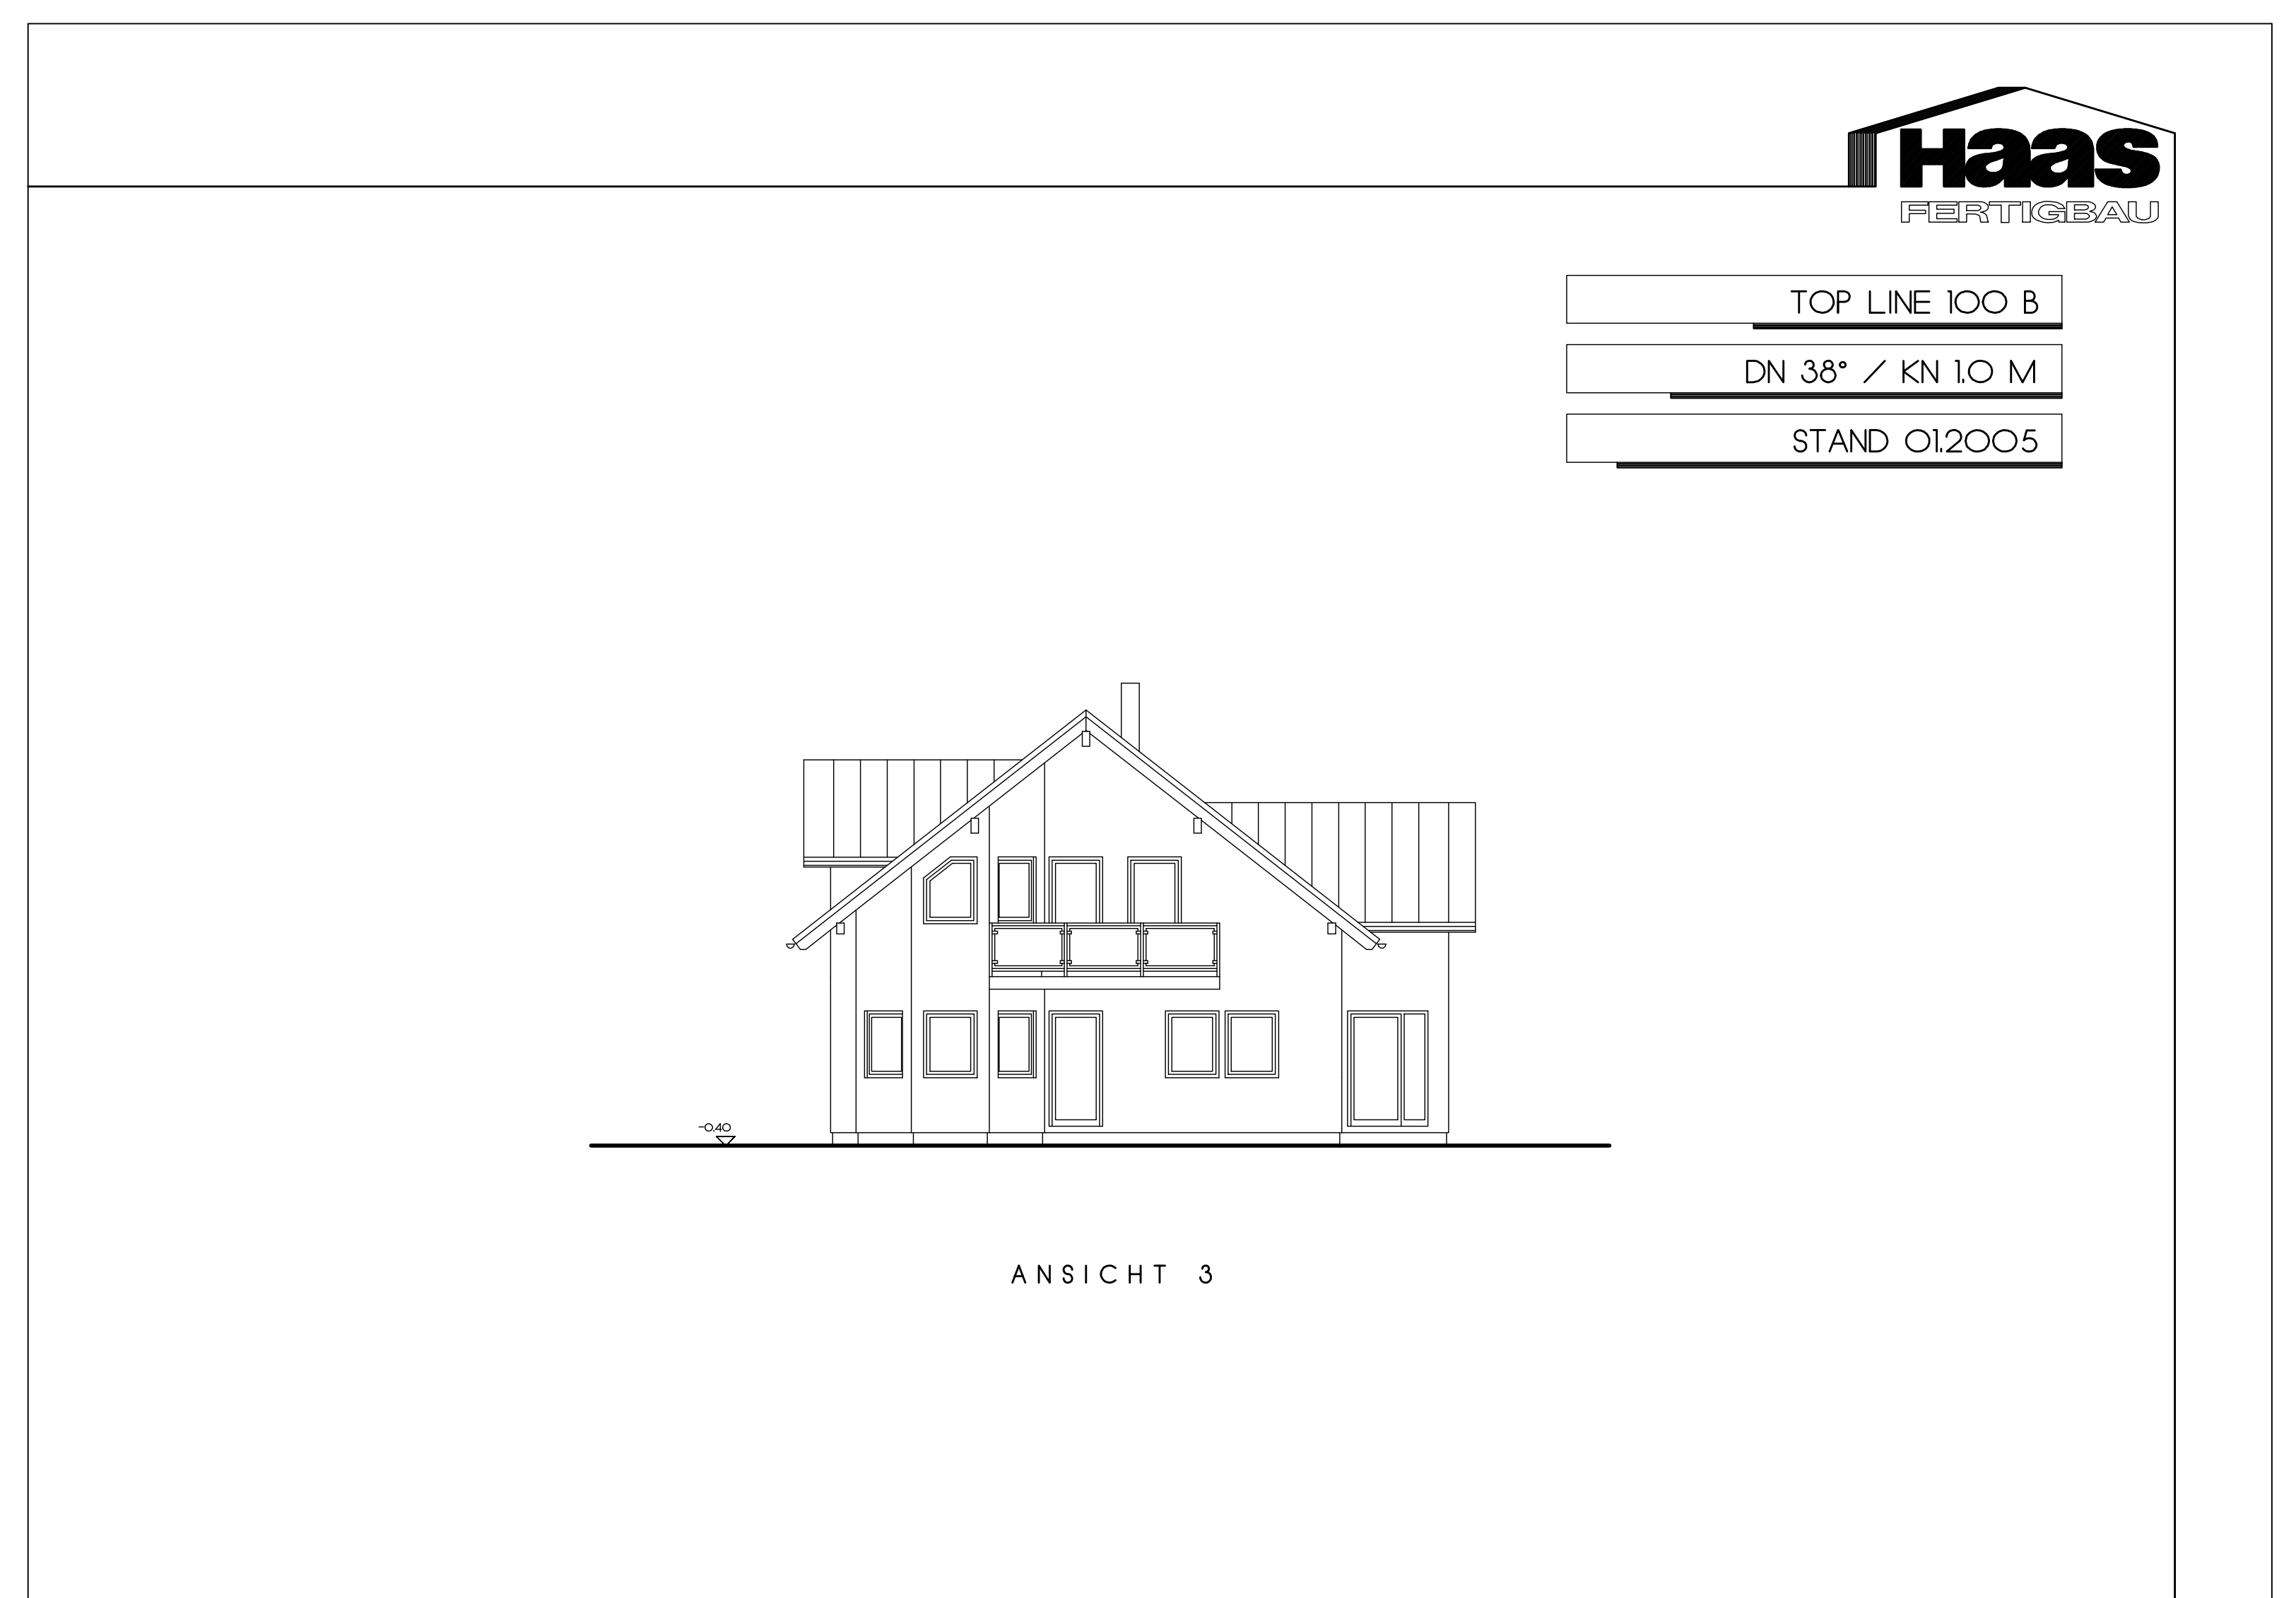 Haas
FERTIGBAU
TOP LINE 100 B
DN 38° / KN 1.0 M
STAND 01.2005
-0.40
ANSICHT 3